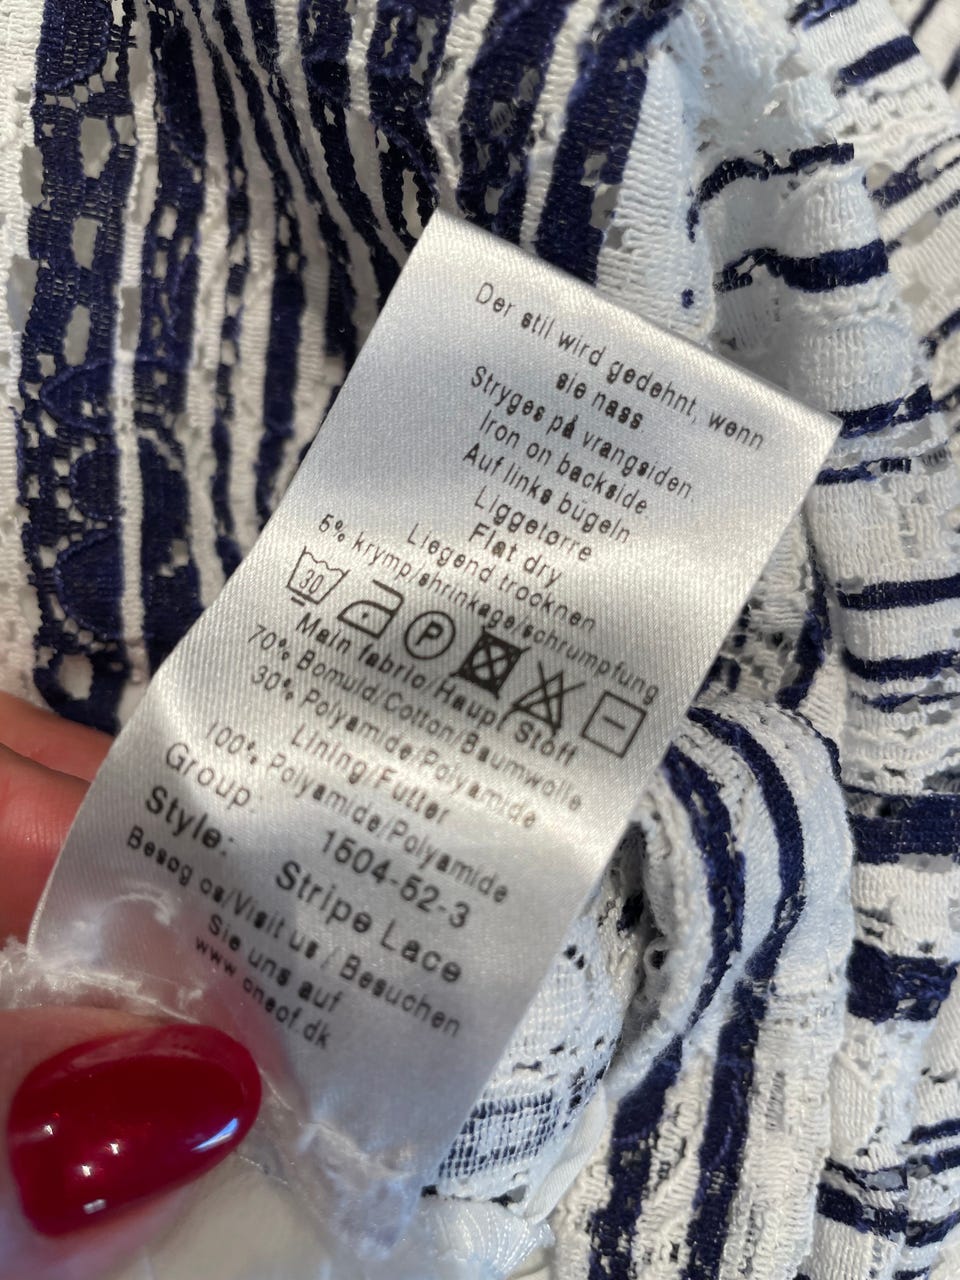 Der stil wird gedehnt, wenn
sie nass
Stryges på vrangsiden
Iron on backside
Auf links bügeln
Liggetørre
Flat dry
Liegend trocknen
5% krymp/shrinkage/schrumpfung
30 P
Main fabric/Haupt Stoff
70% Bomuld/Cotton/Baumwolle
30% Polyamide/Polyamide
Lining/Futter
100% Polyamide/Polyamide
Group: 1504-52-3
Style: Stripe Lace
Besøg os/Visit us / Besuchen
Sie uns auf
www.oneof.dk